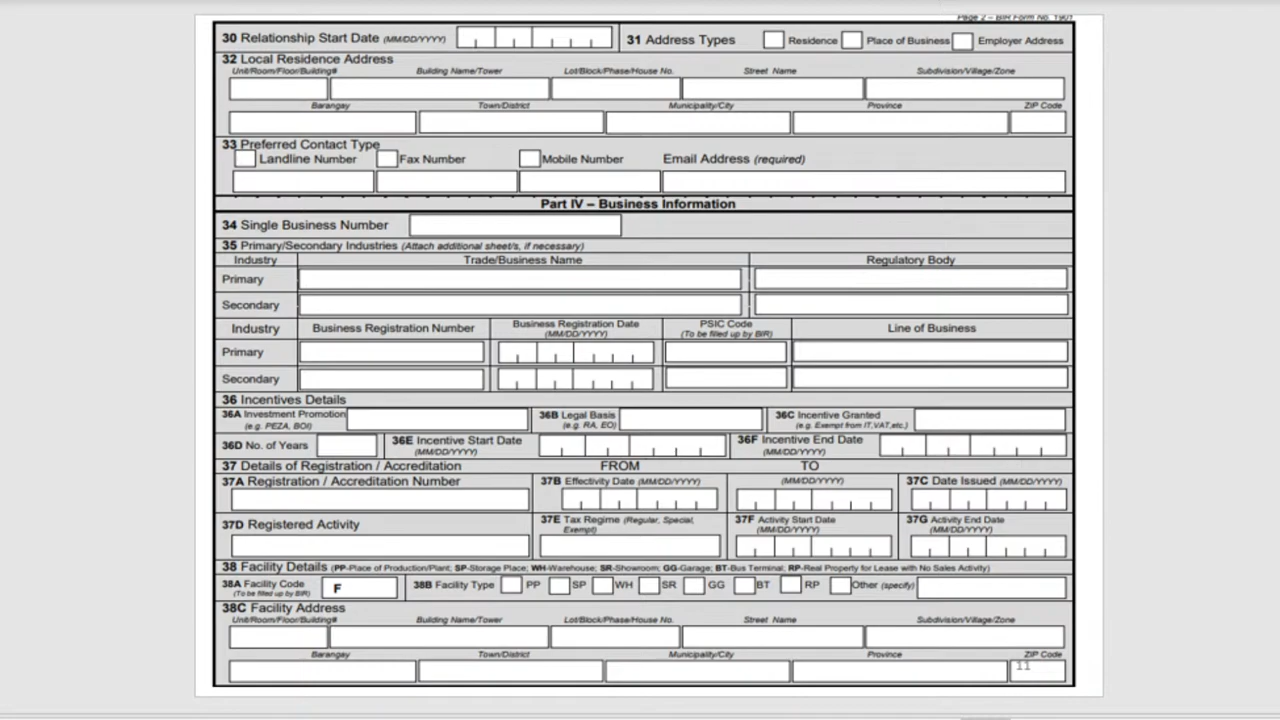 Page 2 – BIR Form No. 1901
30 Relationship Start Date (MM/DD/YYYY) 31 Address Types Residence Place of Business Employer Address
32 Local Residence Address
Unit/Room/Floor/Building# Building Name/Tower Lot/Block/Phase/House No. Street Name Subdivision/Village/Zone
Barangay Town/District Municipality/City Province ZIP Code
33 Preferred Contact Type
Landline Number Fax Number Mobile Number Email Address (required)
Part IV – Business Information
34 Single Business Number
35 Primary/Secondary Industries (Attach additional sheet/s, if necessary)
Industry Trade/Business Name Regulatory Body
Primary
Secondary
Industry Business Registration Number Business Registration Date (MM/DD/YYYY) PSIC Code (To be filled up by BIR) Line of Business
Primary
Secondary
36 Incentives Details
36A Investment Promotion (e.g. PEZA, BOI) 36B Legal Basis (e.g. RA, EO) 36C Incentive Granted (e.g. Exempt from IT,VAT,etc.)
36D No. of Years 36E Incentive Start Date (MM/DD/YYYY) 36F Incentive End Date (MM/DD/YYYY)
37 Details of Registration / Accreditation FROM TO
37A Registration / Accreditation Number 37B Effectivity Date (MM/DD/YYYY) (MM/DD/YYYY) 37C Date Issued (MM/DD/YYYY)
37D Registered Activity 37E Tax Regime (Regular, Special, Exempt) 37F Activity Start Date (MM/DD/YYYY) 37G Activity End Date (MM/DD/YYYY)
38 Facility Details (PP-Place of Production/Plant; SP-Storage Place; WH-Warehouse; SR-Showroom; GG-Garage; BT-Bus Terminal; RP-Real Property for Lease with No Sales Activity)
38A Facility Code (To be filled up by BIR) F 38B Facility Type PP SP WH SR GG BT RP Other (specify)
38C Facility Address
Unit/Room/Floor/Building# Building Name/Tower Lot/Block/Phase/House No. Street Name Subdivision/Village/Zone
Barangay Town/District Municipality/City Province ZIP Code
11